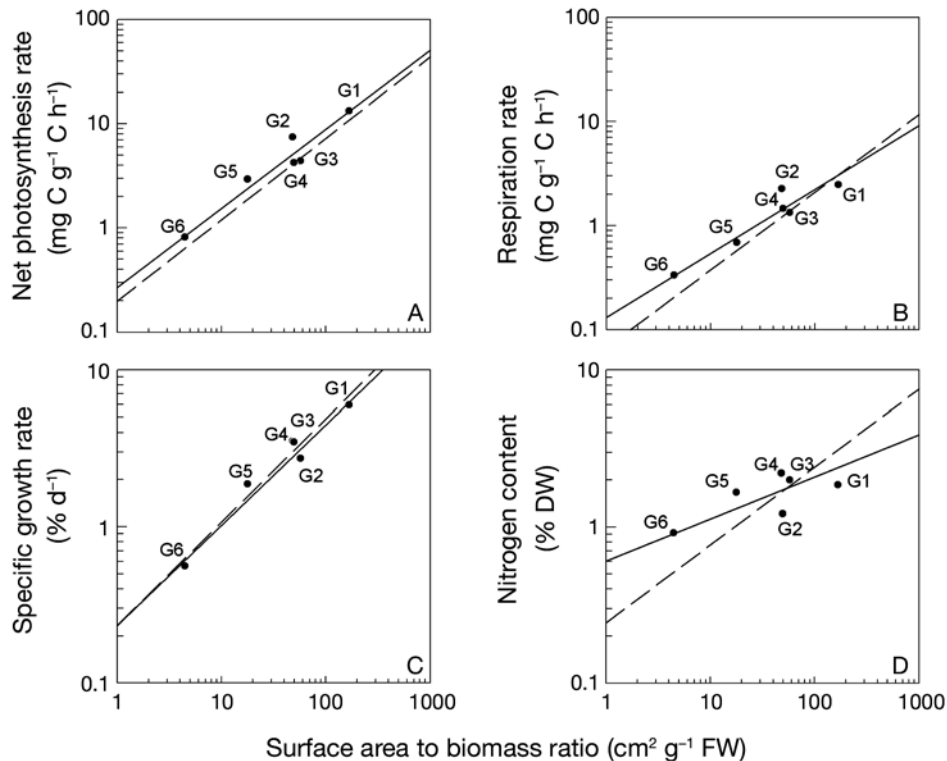 Net photosynthesis rate
(mg C g⁻¹ C h⁻¹)
100
10
1
0.1
G1
G2
G3
G4
G5
G6
A
Respiration rate
(mg C g⁻¹ C h⁻¹)
100
10
1
0.1
1
10
100
1000
G2
G4
G1
G3
G5
G6
B
Specific growth rate
(% d⁻¹)
10
1
0.1
1
10
100
1000
G1
G3
G4
G2
G5
G6
C
Nitrogen content
(% DW)
10
1
0.1
1
10
100
1000
G4
G3
G5
G1
G2
G6
D
Surface area to biomass ratio (cm² g⁻¹ FW)